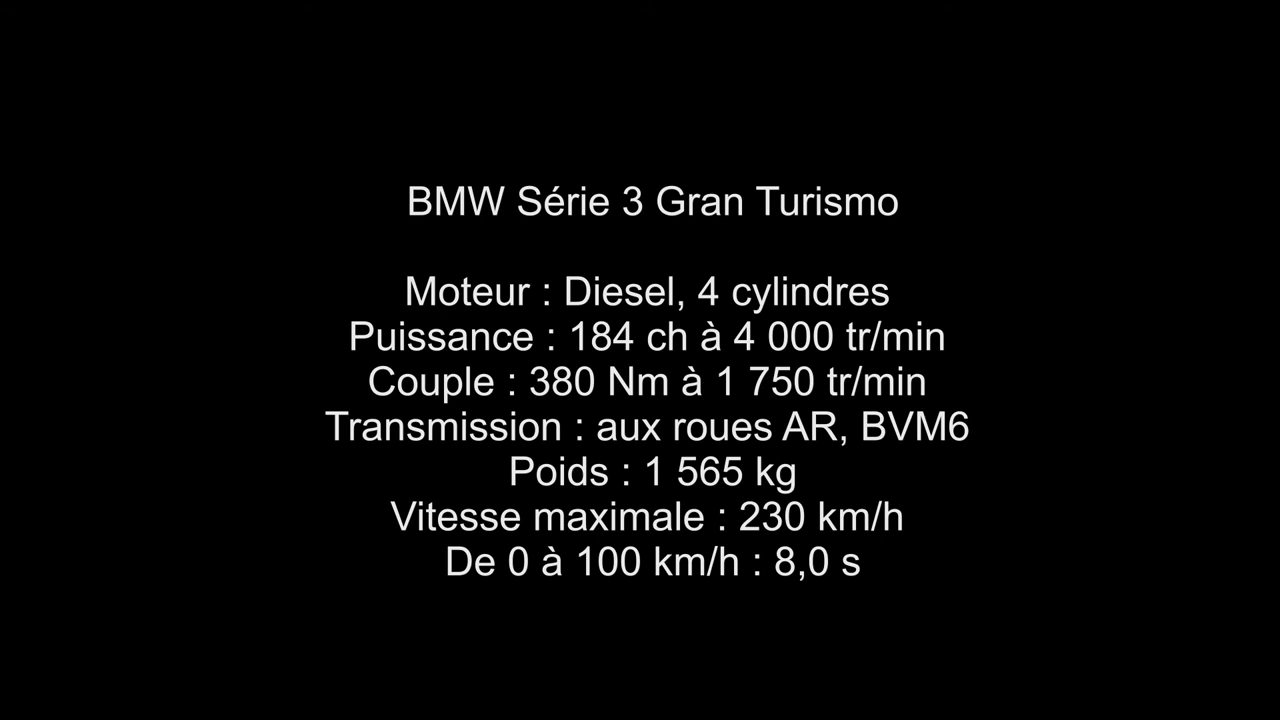 BMW Série 3 Gran Turismo
Moteur : Diesel, 4 cylindres
Puissance : 184 ch à 4 000 tr/min
Couple : 380 Nm à 1 750 tr/min
Transmission : aux roues AR, BVM6
Poids : 1 565 kg
Vitesse maximale : 230 km/h
De 0 à 100 km/h : 8,0 s